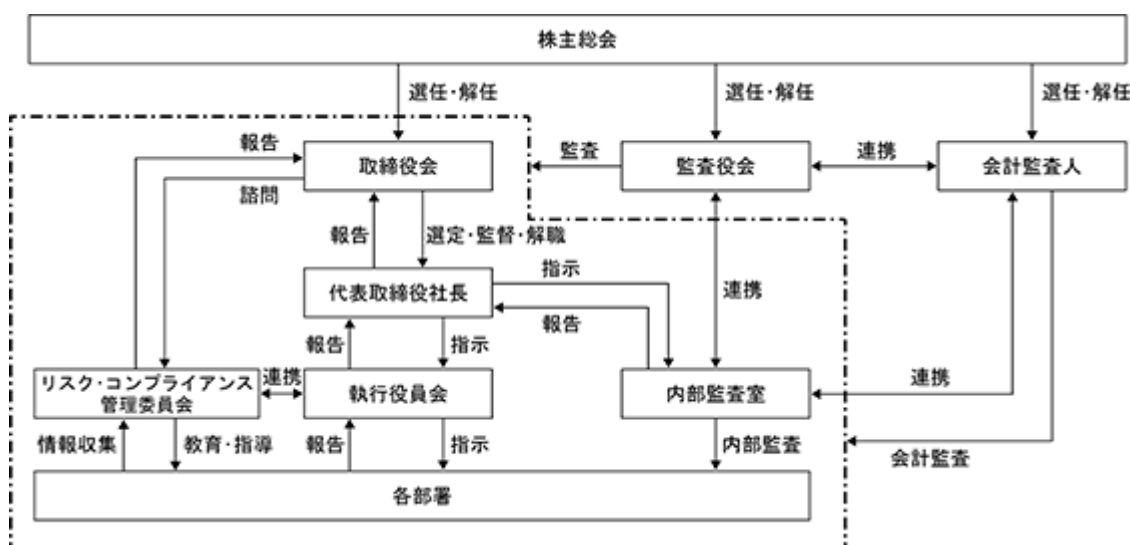 株主総会
選任・解任
選任・解任
選任・解任
報告
取締役会
監査
監査役会
連携
会計監査人
諮問
報告
選定・監督・解職
指示
代表取締役社長
連携
報告
報告
指示
リスク・コンプライアンス
管理委員会
連携
執行役員会
内部監査室
連携
情報収集
教育・指導
報告
指示
内部監査
会計監査
各部署